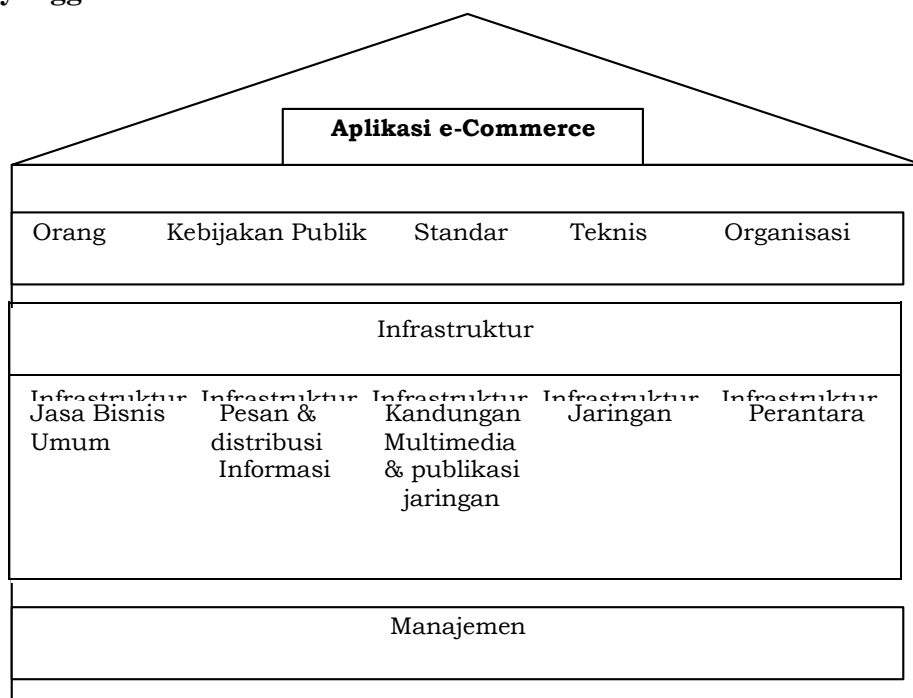 Aplikasi e-Commerce
Orang Kebijakan Publik Standar Teknis Organisasi
Infrastruktur
Infrastruktur Infrastruktur Infrastruktur Infrastruktur Infrastruktur
Jasa Bisnis Pesan & Kandungan Jaringan Perantara
Umum distribusi Multimedia
Informasi & publikasi
jaringan
Manajemen